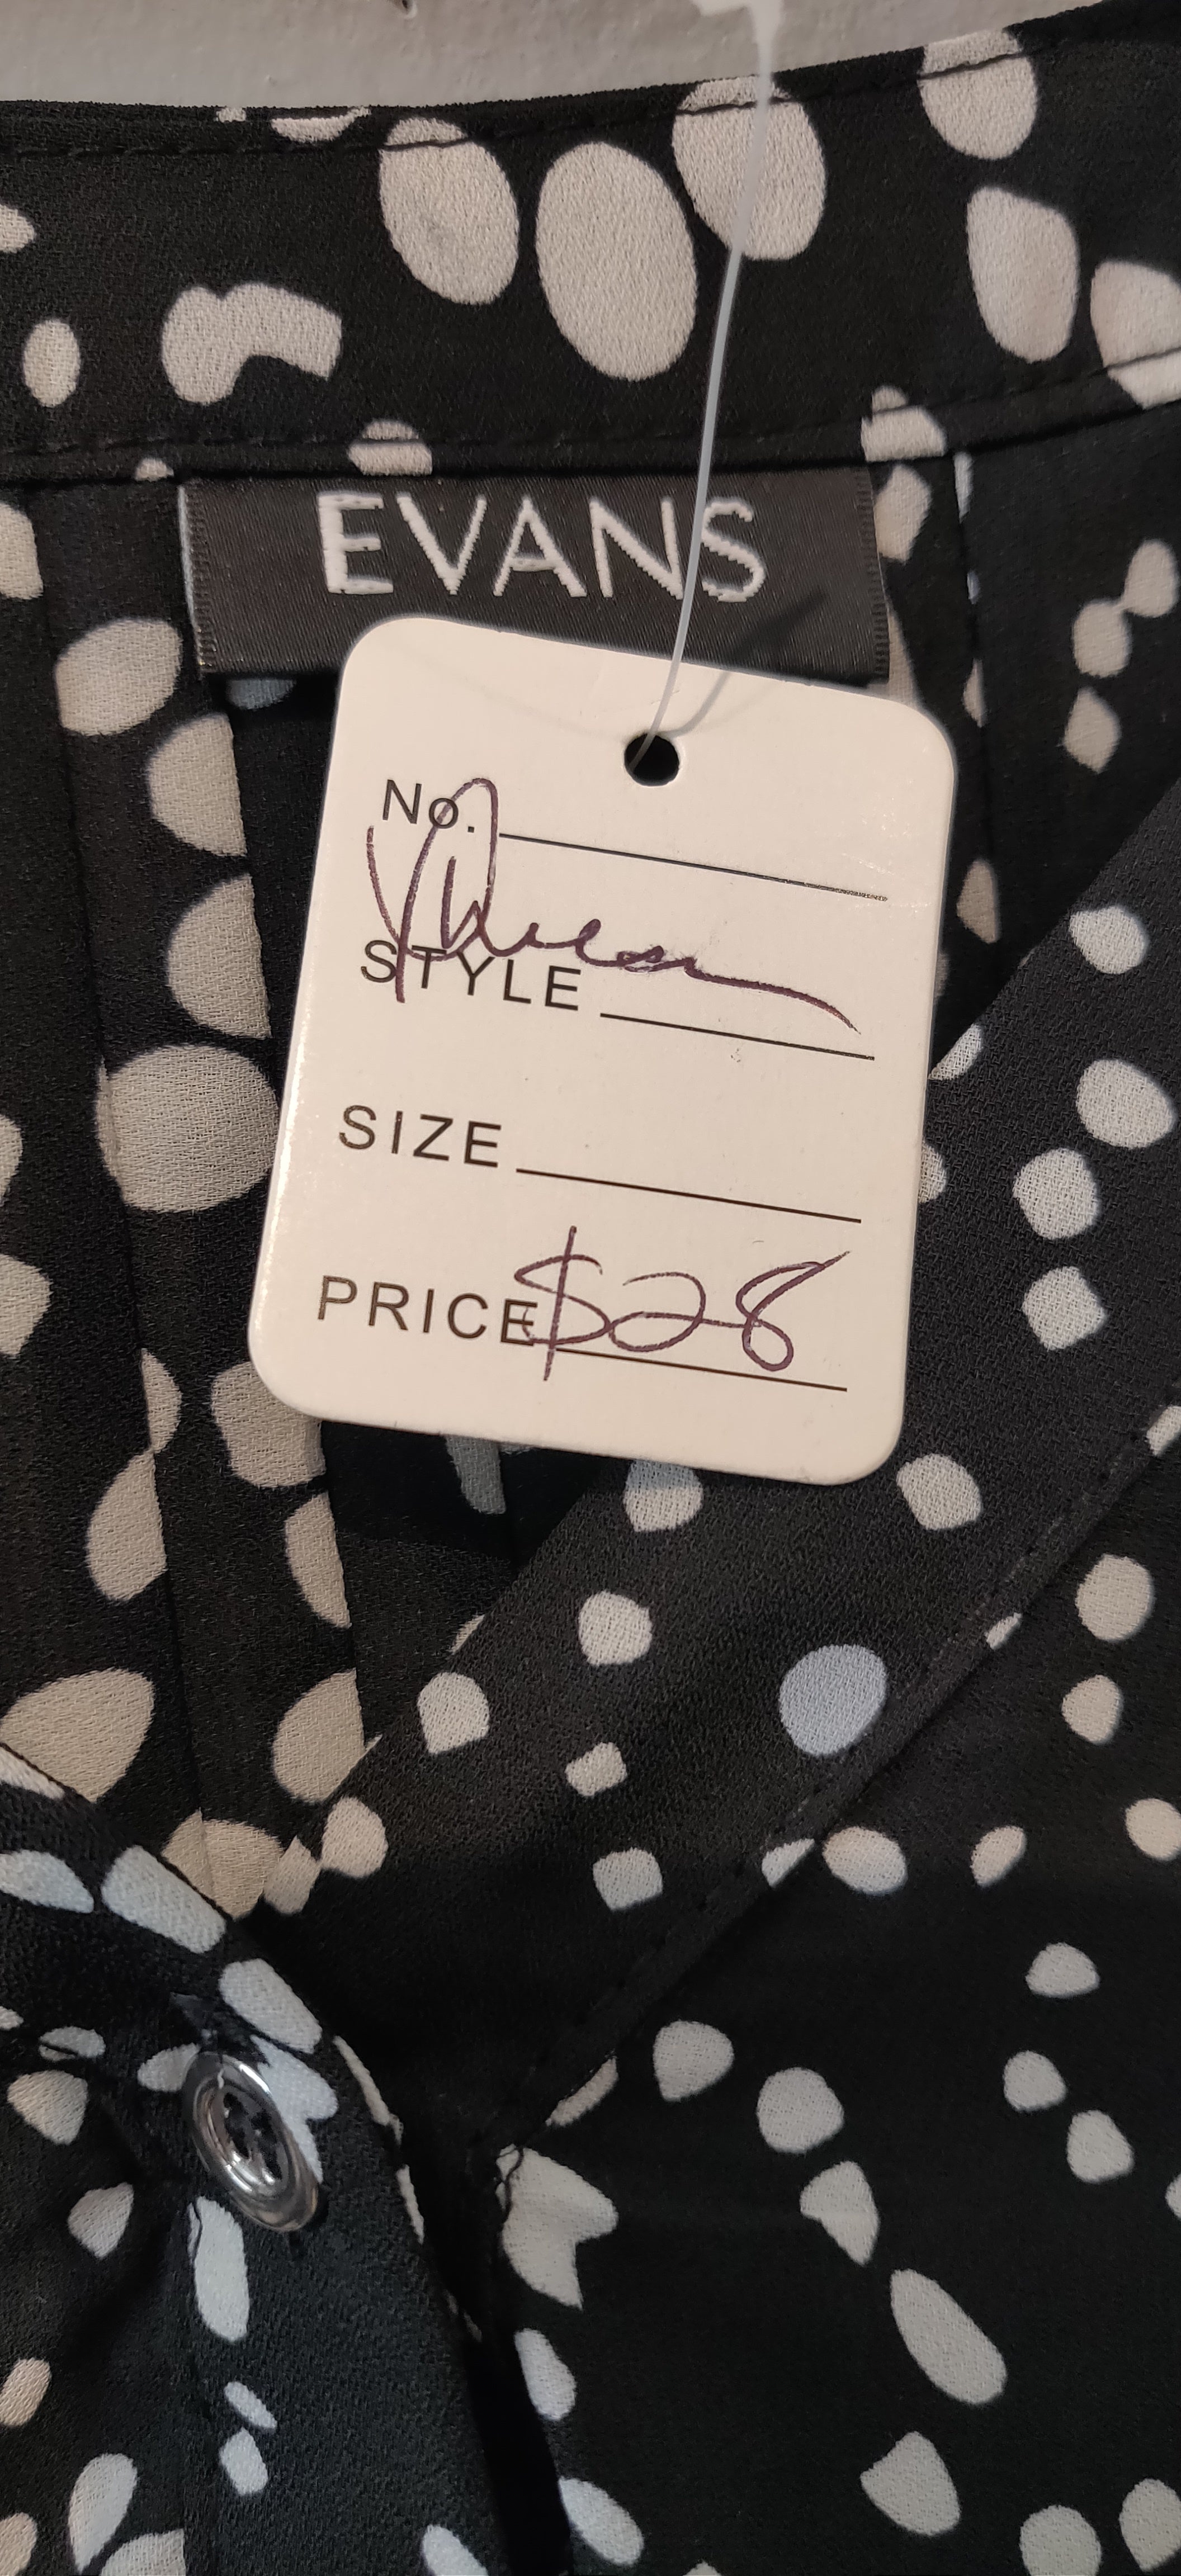 EVANS
No.
STYLE
SIZE
PRICE $28